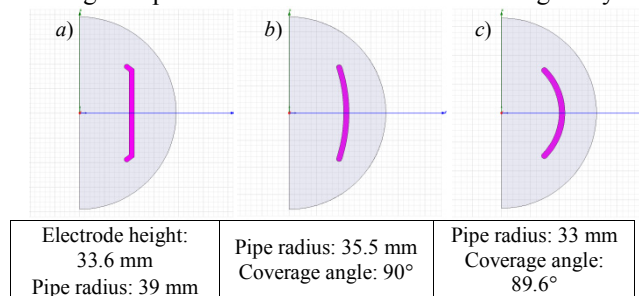 a)
b)
c)
Electrode height:
33.6 mm
Pipe radius: 39 mm
Pipe radius: 35.5 mm
Coverage angle: 90°
Pipe radius: 33 mm
Coverage angle:
89.6°